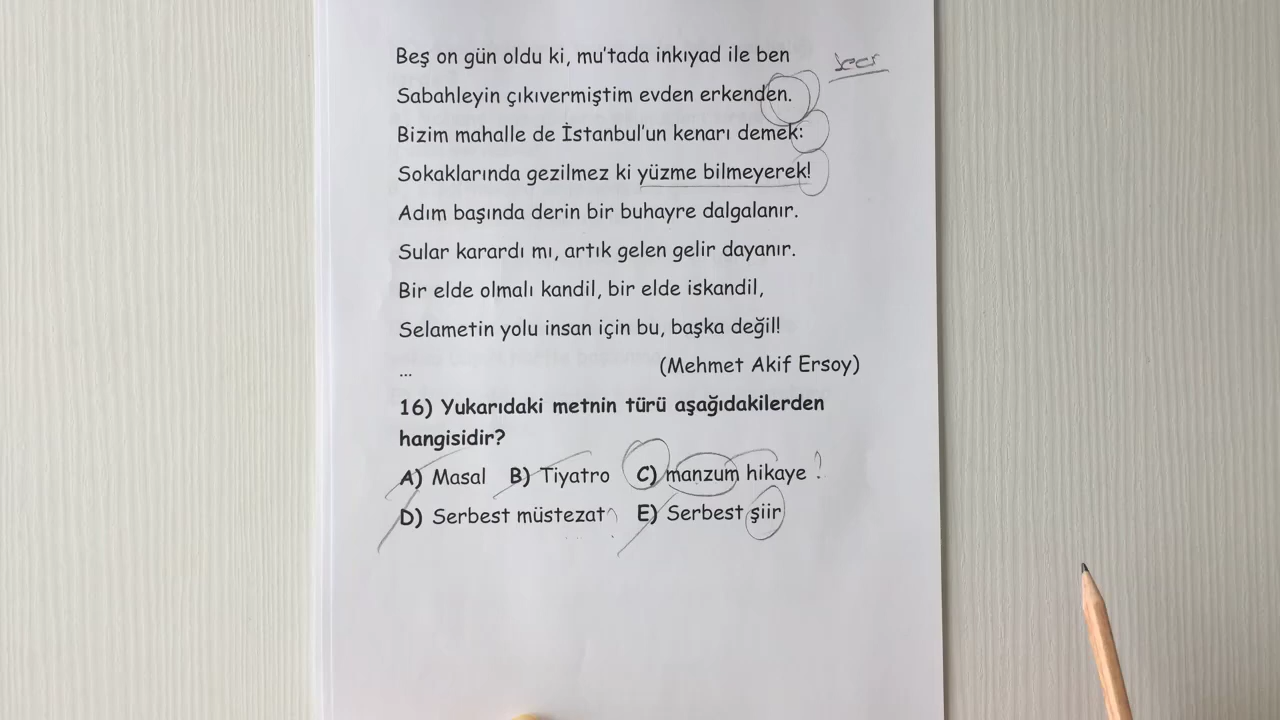 Beş on gün oldu ki, mu'tada inkıyad ile ben
Sabahleyin çıkıvermiştim evden erkenden.
Bizim mahalle de İstanbul'un kenarı demek:
Sokaklarında gezilmez ki yüzme bilmeyerek!
Adım başında derin bir buhayre dalgalanır.
Sular karardı mı, artık gelen gelir dayanır.
Bir elde olmalı kandil, bir elde iskandil,
Selametin yolu insan için bu, başka değil!
... (Mehmet Akif Ersoy)
16) Yukarıdaki metnin türü aşağıdakilerden
hangisidir?
A) Masal B) Tiyatro C) manzum hikaye ?
D) Serbest müstezat E) Serbest şiir